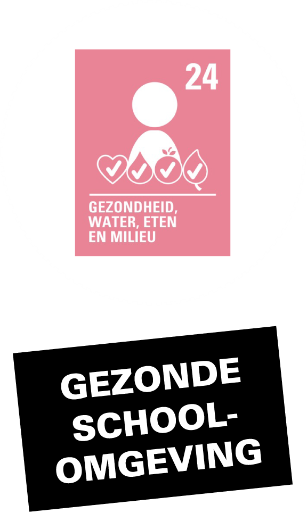 24
GEZONDHEID,
WATER, ETEN
EN MILIEU
GEZONDE
SCHOOL-
OMGEVING